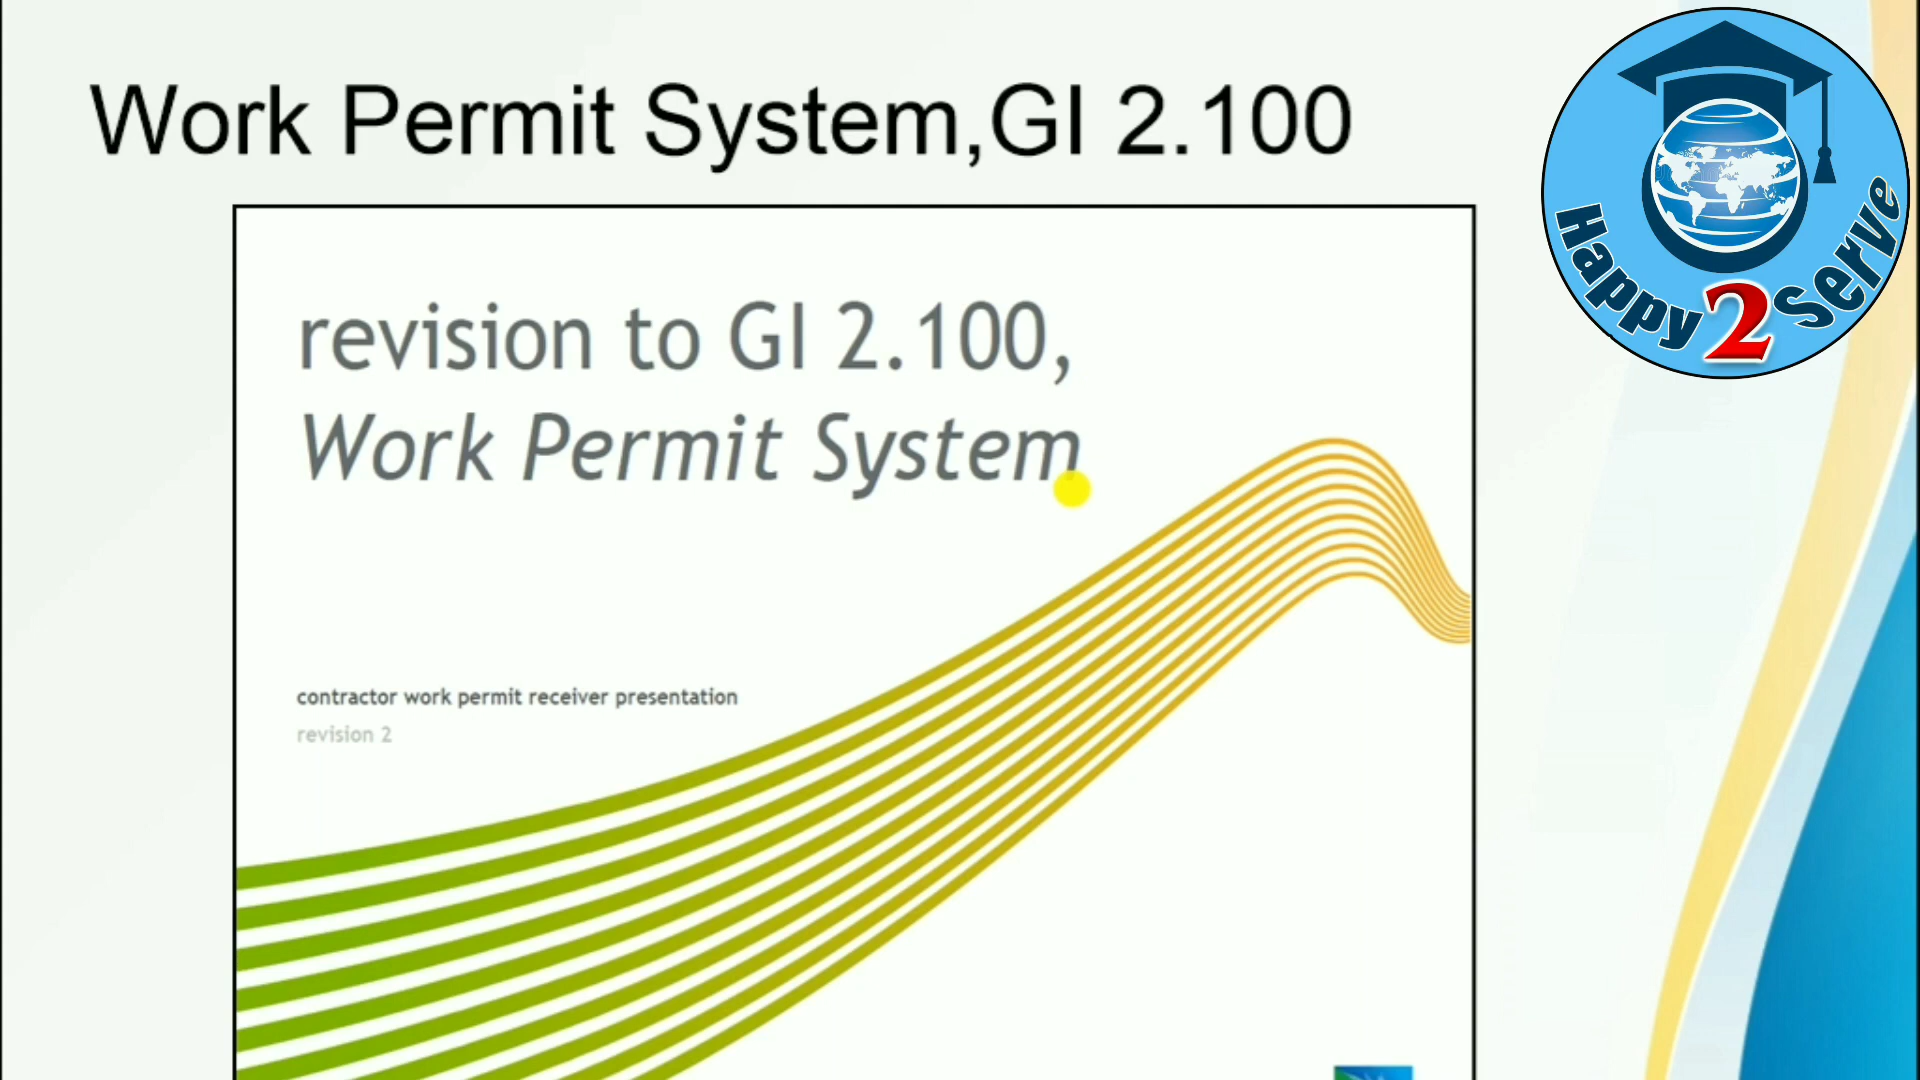 Work Permit System,GI 2.100
revision to GI 2.100,
Work Permit System
contractor work permit receiver presentation
revision 2
Happy 2 Serve